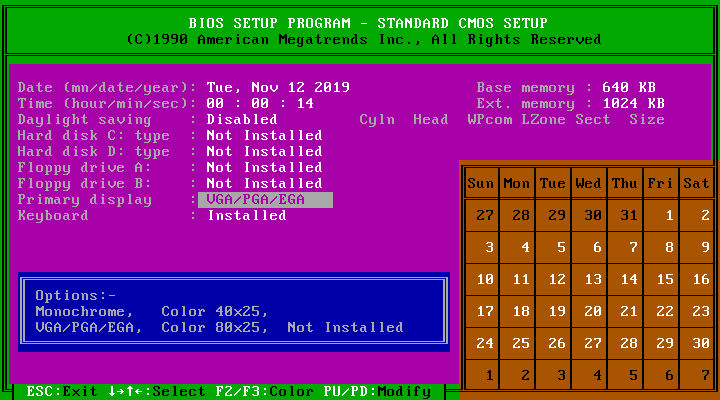 BIOS SETUP PROGRAM - STANDARD CMOS SETUP
(C)1990 American Megatrends Inc., All Rights Reserved
Date (mn/date/year): Tue, Nov 12 2019 Base memory : 640 KB
Time (hour/min/sec): 00 : 00 : 14 Ext. memory : 1024 KB
Daylight saving : Disabled Cyln Head WPcom LZone Sect Size
Hard disk C: type : Not Installed
Hard disk D: type : Not Installed
Floppy drive A: : Not Installed
Floppy drive B: : Not Installed
Primary display : VGA/PGA/EGA
Keyboard : Installed
Sun Mon Tue Wed Thu Fri Sat
27 28 29 30 31 1 2
3 4 5 6 7 8 9
10 11 12 13 14 15 16
17 18 19 20 21 22 23
24 25 26 27 28 29 30
1 2 3 4 5 6 7
Options:-
Monochrome, Color 40x25,
VGA/PGA/EGA, Color 80x25, Not Installed
ESC:Exit ↓→↑←:Select F2/F3:Color PU/PD:Modify